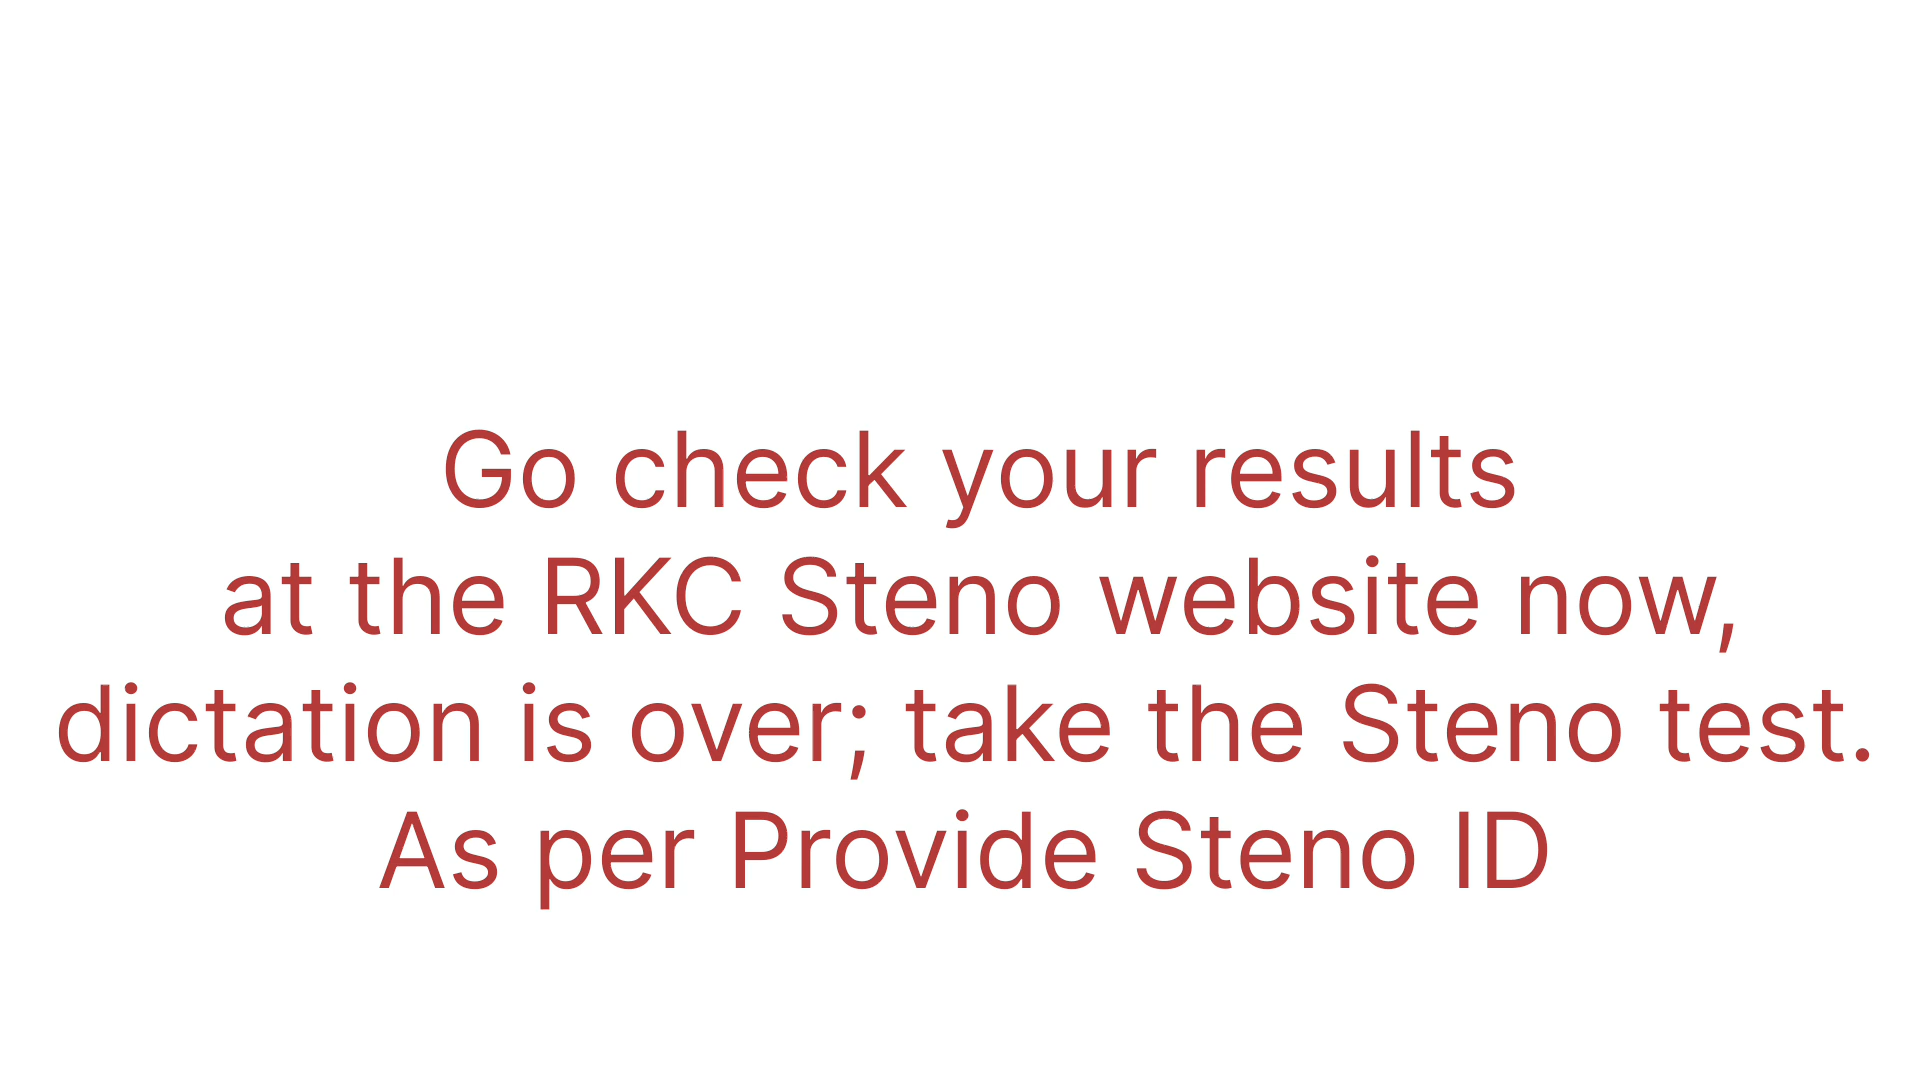 Go check your results
at the RKC Steno website now,
dictation is over; take the Steno test.
As per Provide Steno ID